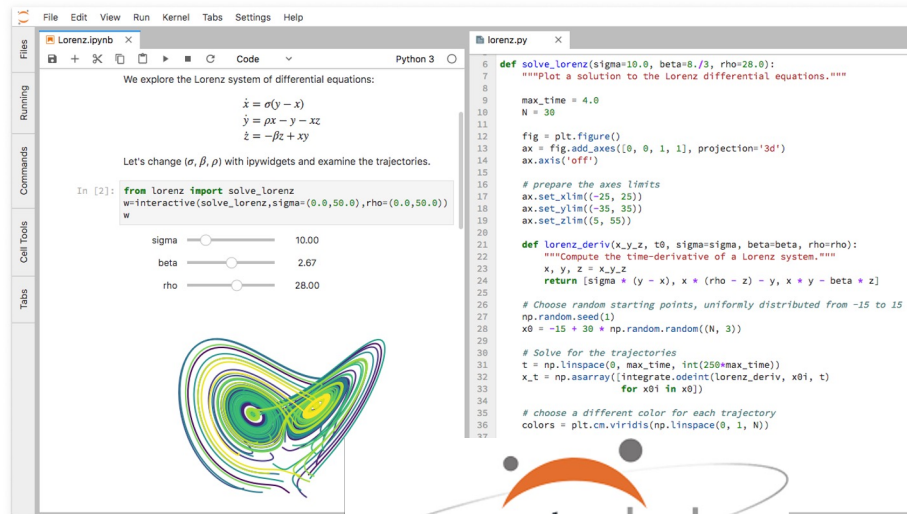 File Edit View Run Kernel Tabs Settings Help
Files
Running
Commands
Cell Tools
Tabs
Lorenz.ipynb ×
Code Python 3
We explore the Lorenz system of differential equations:
ẋ = σ(y − x)
ẏ = ρx − y − xz
ż = −βz + xy
Let's change (σ, β, ρ) with ipywidgets and examine the trajectories.
In [2]: from lorenz import solve_lorenz
w=interactive(solve_lorenz,sigma=(0.0,50.0),rho=(0.0,50.0))
w
sigma 10.00
beta 2.67
rho 28.00
lorenz.py ×
6 def solve_lorenz(sigma=10.0, beta=8./3, rho=28.0):
7 """Plot a solution to the Lorenz differential equations."""
8
9 max_time = 4.0
10 N = 30
11
12 fig = plt.figure()
13 ax = fig.add_axes([0, 0, 1, 1], projection='3d')
14 ax.axis('off')
15
16 # prepare the axes limits
17 ax.set_xlim((-25, 25))
18 ax.set_ylim((-35, 35))
19 ax.set_zlim((5, 55))
20
21 def lorenz_deriv(x_y_z, t0, sigma=sigma, beta=beta, rho=rho):
22 """Compute the time-derivative of a Lorenz system."""
23 x, y, z = x_y_z
24 return [sigma * (y - x), x * (rho - z) - y, x * y - beta * z]
25
26 # Choose random starting points, uniformly distributed from -15 to 15
27 np.random.seed(1)
28 x0 = -15 + 30 * np.random.random((N, 3))
29
30 # Solve for the trajectories
31 t = np.linspace(0, max_time, int(250*max_time))
32 x_t = np.asarray([integrate.odeint(lorenz_deriv, x0i, t)
33 for x0i in x0])
34
35 # choose a different color for each trajectory
36 colors = plt.cm.viridis(np.linspace(0, 1, N))
37